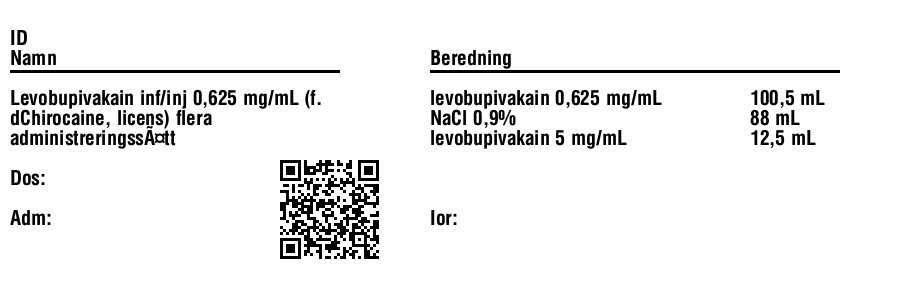 ID
Namn
Levobupivakain inf/inj 0,625 mg/mL (f.
dChirocaine, licens) flera
administreringssÃ¤tt
Dos:
Adm:
Beredning
levobupivakain 0,625 mg/mL 100,5 mL
NaCl 0,9% 88 mL
levobupivakain 5 mg/mL 12,5 mL
Ior: